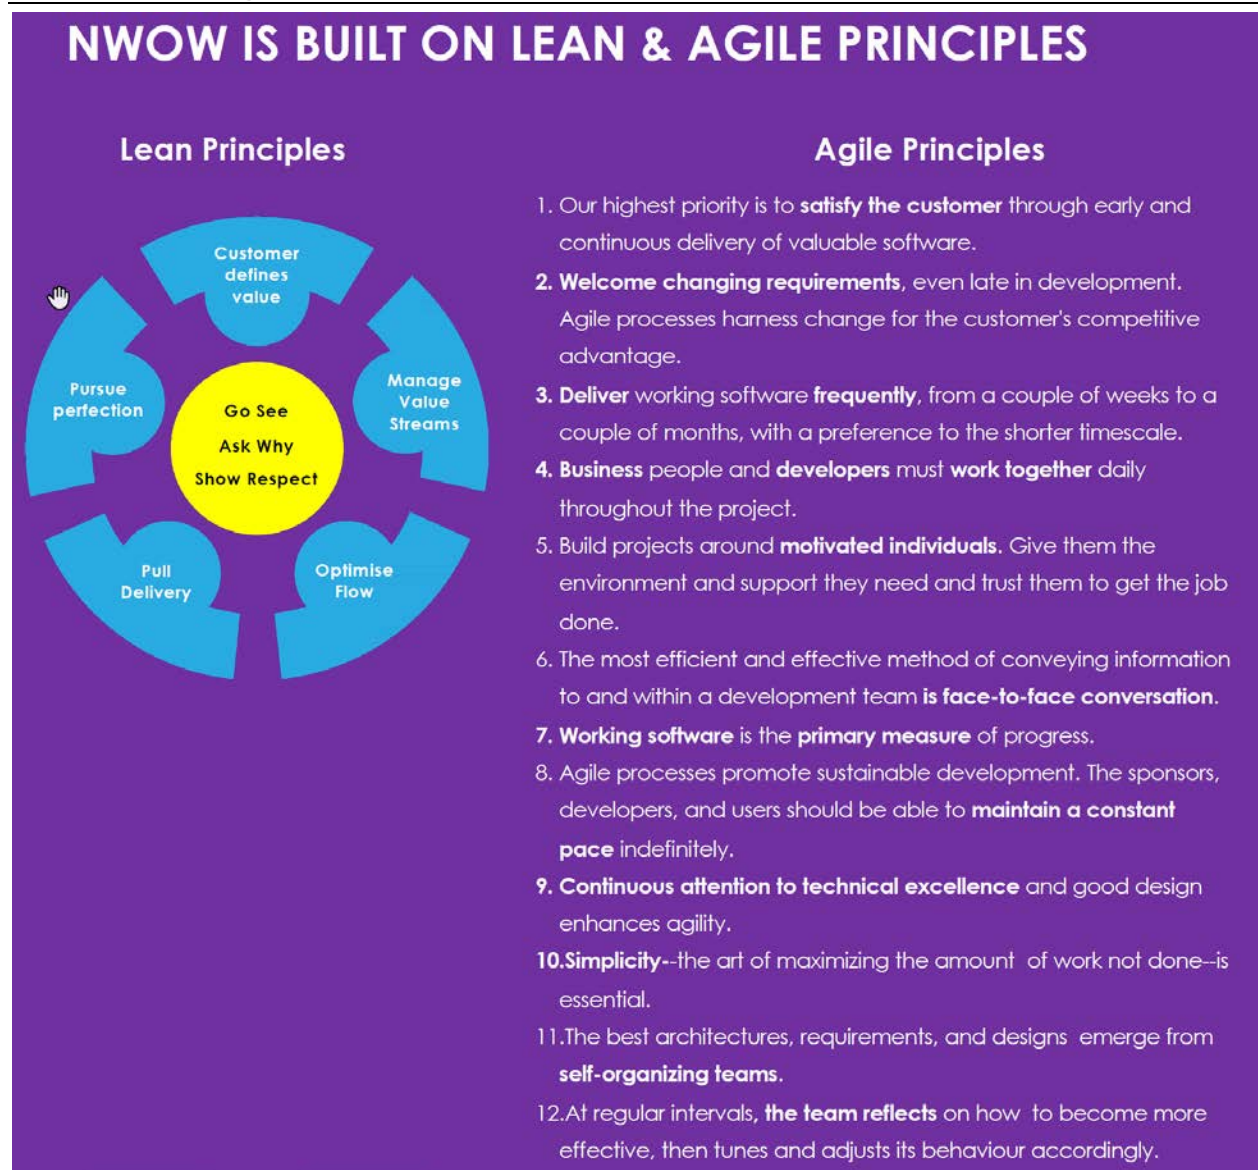 NWOW IS BUILT ON LEAN & AGILE PRINCIPLES
Lean Principles
Customer
defines
value
Manage
Value
Streams
Optimise
Flow
Pull
Delivery
Pursue
perfection
Go See
Ask Why
Show Respect
Agile Principles
1. Our highest priority is to satisfy the customer through early and
continuous delivery of valuable software.
2. Welcome changing requirements, even late in development.
Agile processes harness change for the customer's competitive
advantage.
3. Deliver working software frequently, from a couple of weeks to a
couple of months, with a preference to the shorter timescale.
4. Business people and developers must work together daily
throughout the project.
5. Build projects around motivated individuals. Give them the
environment and support they need and trust them to get the job
done.
6. The most efficient and effective method of conveying information
to and within a development team is face-to-face conversation.
7. Working software is the primary measure of progress.
8. Agile processes promote sustainable development. The sponsors,
developers, and users should be able to maintain a constant
pace indefinitely.
9. Continuous attention to technical excellence and good design
enhances agility.
10.Simplicity--the art of maximizing the amount  of work not done--is
essential.
11.The best architectures, requirements, and designs  emerge from
self-organizing teams.
12.At regular intervals, the team reflects on how  to become more
effective, then tunes and adjusts its behaviour accordingly.